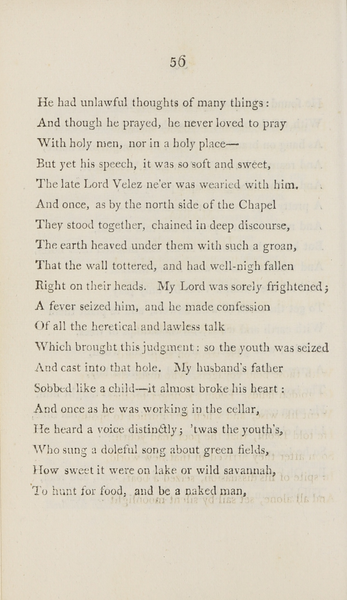 56
He had unlawful thoughts of many things:
And though he prayed, he never loved to pray
With holy men, nor in a holy place—
But yet his speech, it was so soft and sweet,
The late Lord Velez ne'er was wearied with him.
And once, as by the north side of the Chapel
They stood together, chained in deep discourse,
The earth heaved under them with such a groan,
That the wall tottered, and had well-nigh fallen
Right on their heads. My Lord was sorely frightened;
A fever seized him, and he made confession
Of all the heretical and lawless talk
Which brought this judgment: so the youth was seized
And cast into that hole. My husband's father
Sobbed like a child—it almost broke his heart:
And once as he was working in the cellar,
He heard a voice distinctly; 'twas the youth's,
Who sung a doleful song about green fields,
How sweet it were on lake or wild savannah,
To hunt for food, and be a naked man,